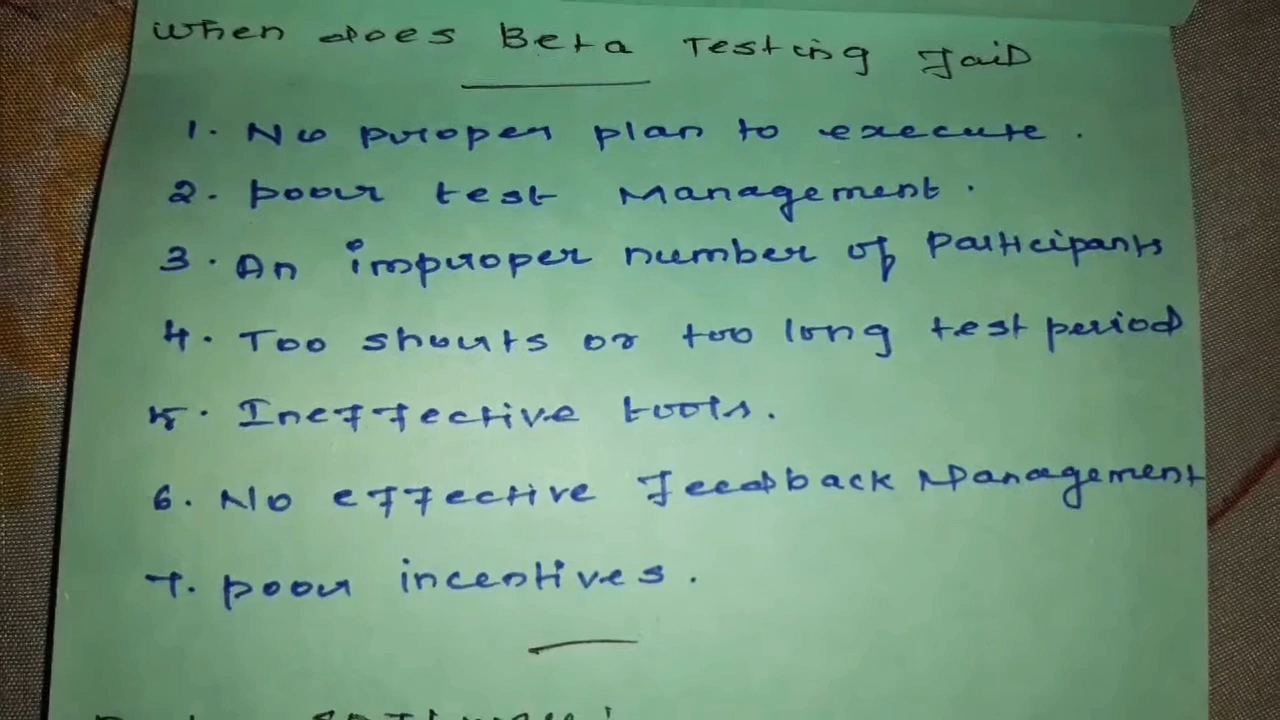 When does Beta Testing Fail
1. No proper plan to execute.
2. poor test Management.
3. An improper number of participants
4. Too shorts or too long test period
5. Ineffective tools.
6. No effective feedback Management
7. poor incentives.